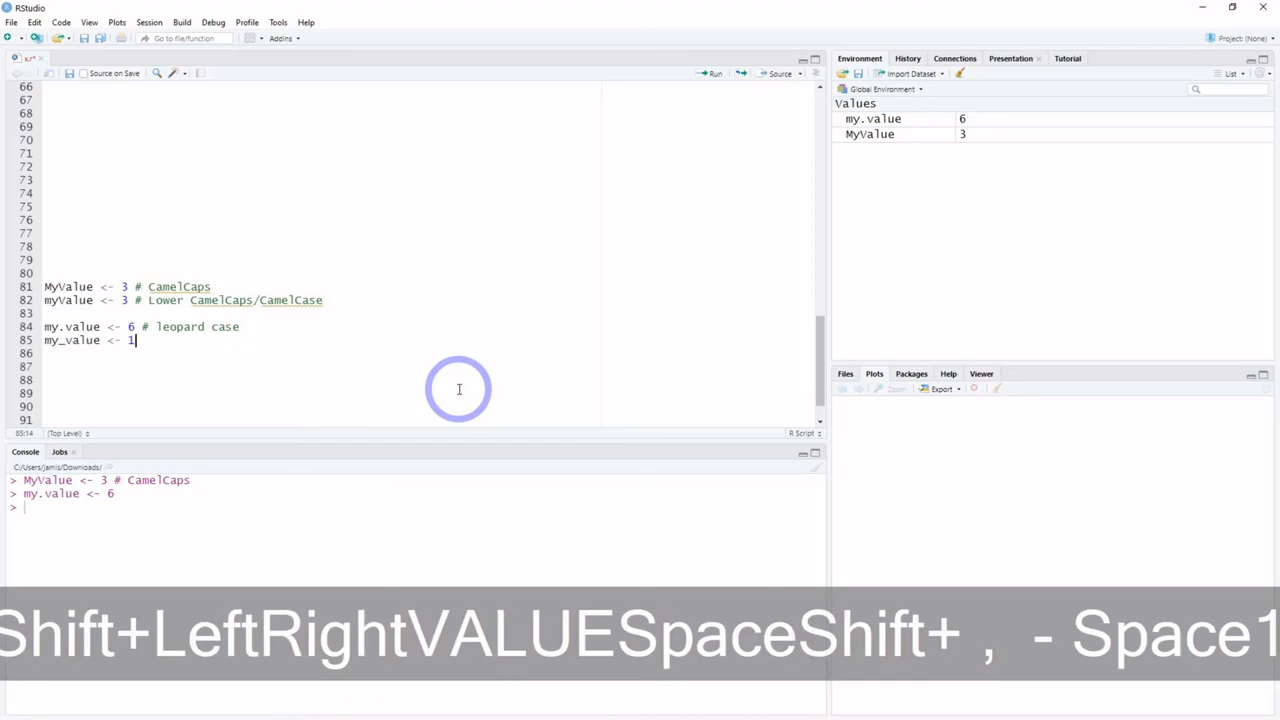 RStudio
File Edit Code View Plots Session Build Debug Profile Tools Help
Go to file/function Addins Project: (None)
Source on Save Run Source
66
67
68
69
70
71
72
73
74
75
76
77
78
79
80
81 MyValue <- 3 # CamelCaps
82 myValue <- 3 # Lower CamelCaps/CamelCase
83
84 my.value <- 6 # leopard case
85 my_value <- 1
86
87
88
89
90
91
85:14 (Top Level) R Script
Console Jobs
C:/Users/jamis/Downloads/
> MyValue <- 3 # CamelCaps
> my.value <- 6
>
Environment History Connections Presentation Tutorial
Import Dataset List
Global Environment
Values
my.value 6
MyValue 3
Files Plots Packages Help Viewer
Zoom Export
Shift+LeftRightVALUESpaceShift+ , - Space1